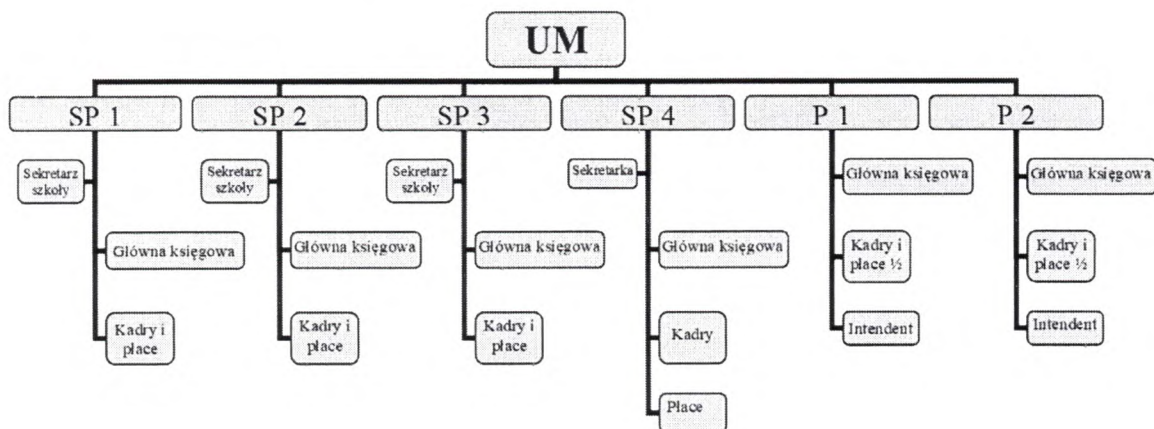 UM
SP 1
SP 2
SP 3
SP 4
P 1
P 2
Sekretarz
szkoły
Główna księgowa
Kadry i
płace
Sekretarz
szkoły
Główna księgowa
Kadry i
płace
Sekretarz
szkoły
Główna księgowa
Kadry i
płace
Sekretarka
Główna księgowa
Kadry
Płace
Główna księgowa
Kadry i
płace ½
Intendent
Główna księgowa
Kadry i
płace ½
Intendent